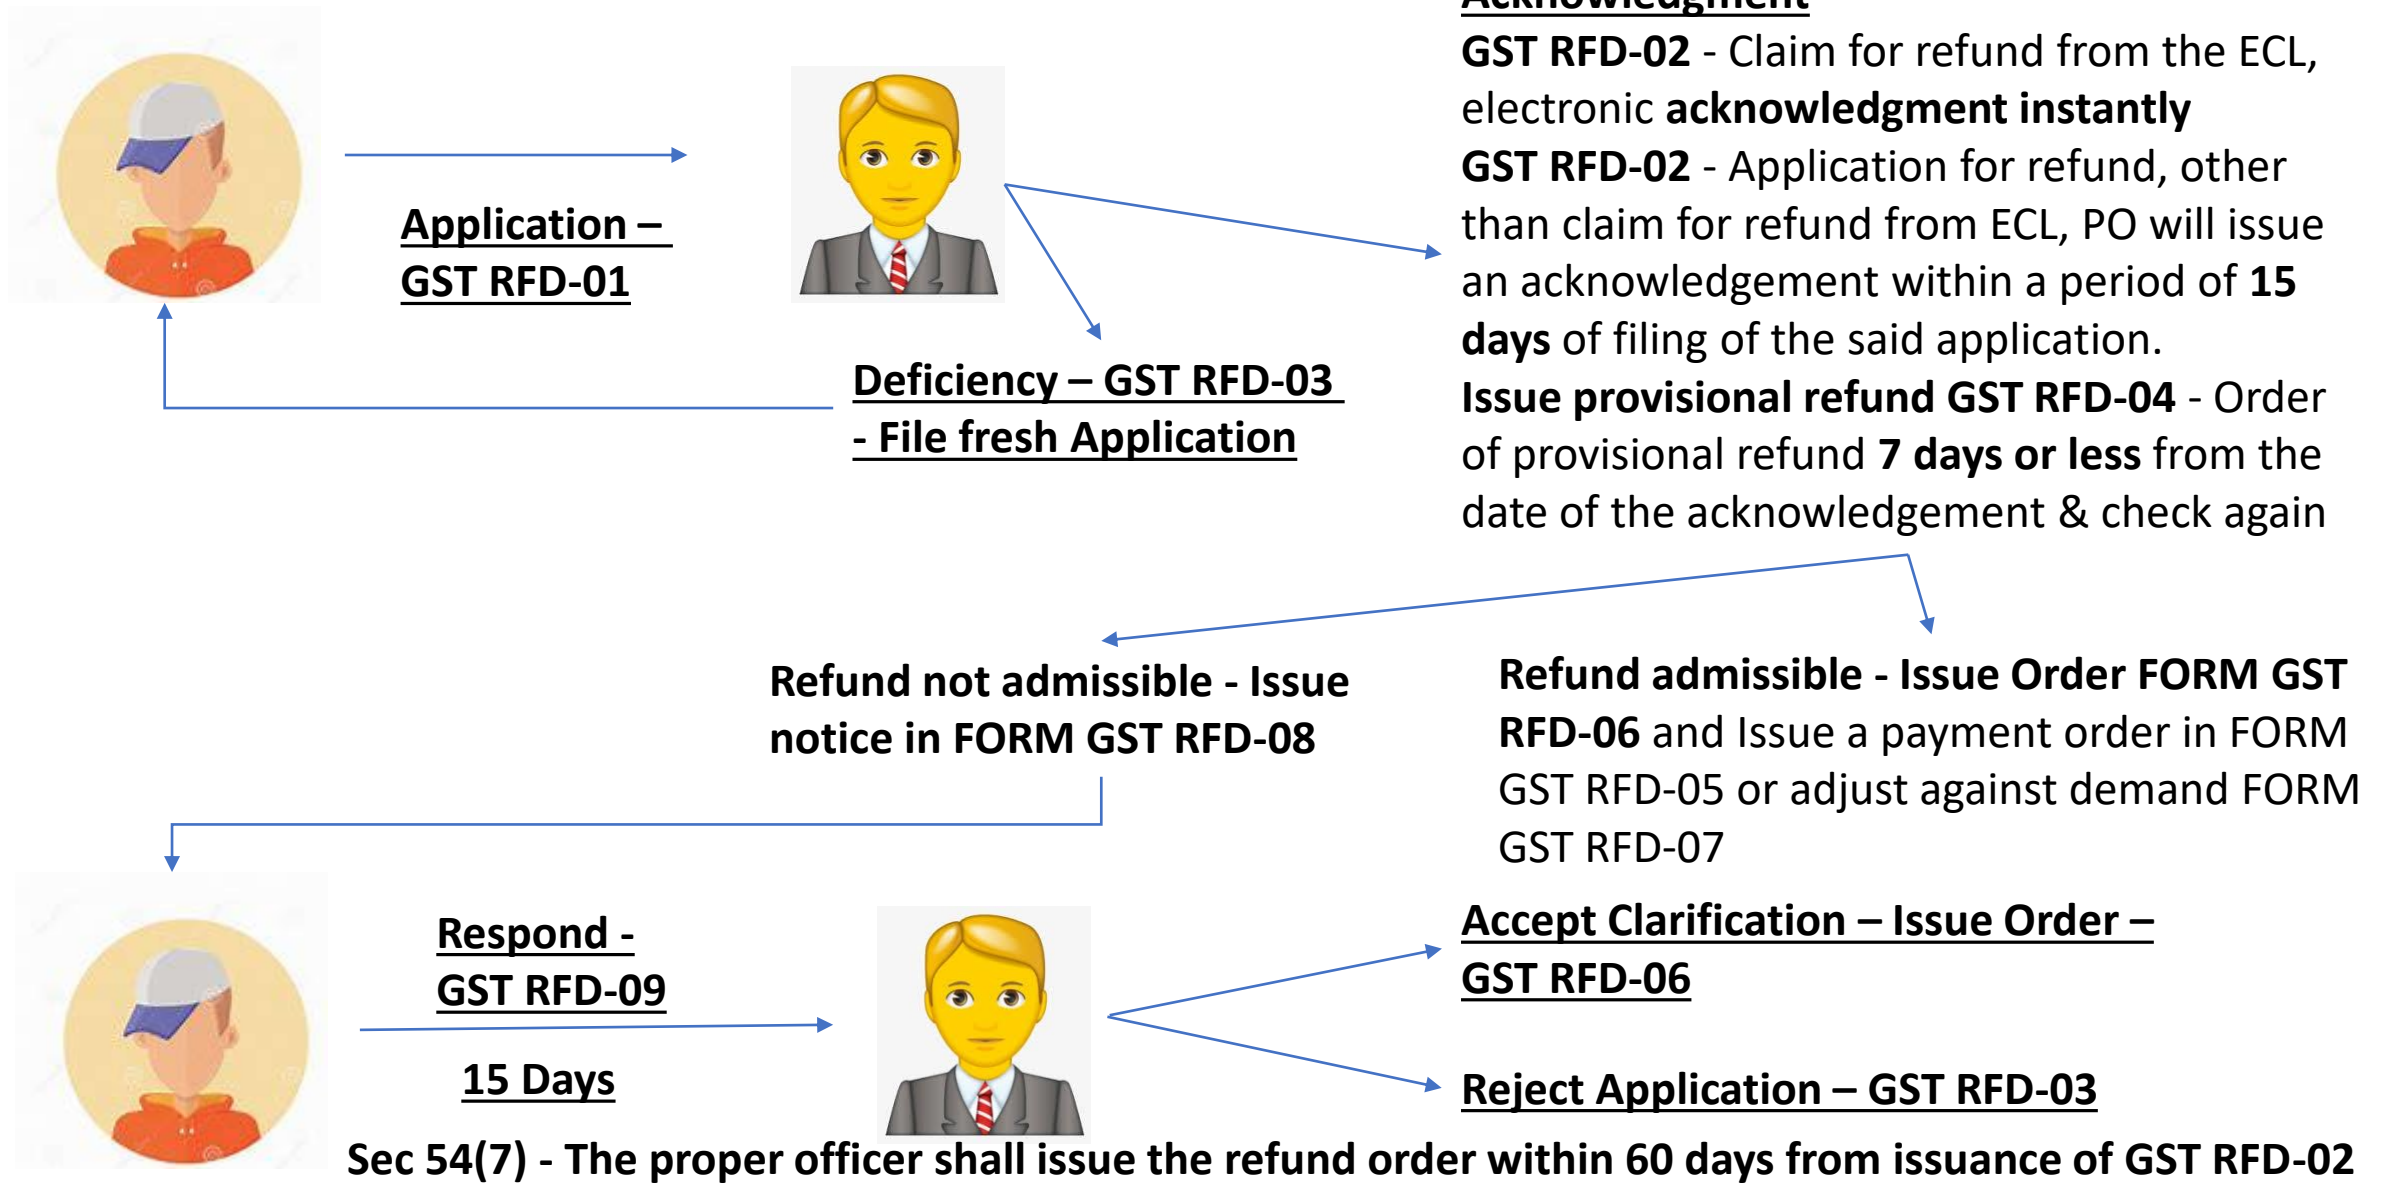 Acknowledgment
GST RFD-02 - Claim for refund from the ECL,
electronic acknowledgment instantly
GST RFD-02 - Application for refund, other
than claim for refund from ECL, PO will issue
an acknowledgement within a period of 15
days of filing of the said application.
Issue provisional refund GST RFD-04 - Order
of provisional refund 7 days or less from the
date of the acknowledgement & check again
Application –
GST RFD-01
Deficiency – GST RFD-03
- File fresh Application
Refund not admissible - Issue
notice in FORM GST RFD-08
Refund admissible - Issue Order FORM GST
RFD-06 and Issue a payment order in FORM
GST RFD-05 or adjust against demand FORM
GST RFD-07
Respond -
GST RFD-09
15 Days
Accept Clarification – Issue Order –
GST RFD-06
Reject Application – GST RFD-03
Sec 54(7) - The proper officer shall issue the refund order within 60 days from issuance of GST RFD-02